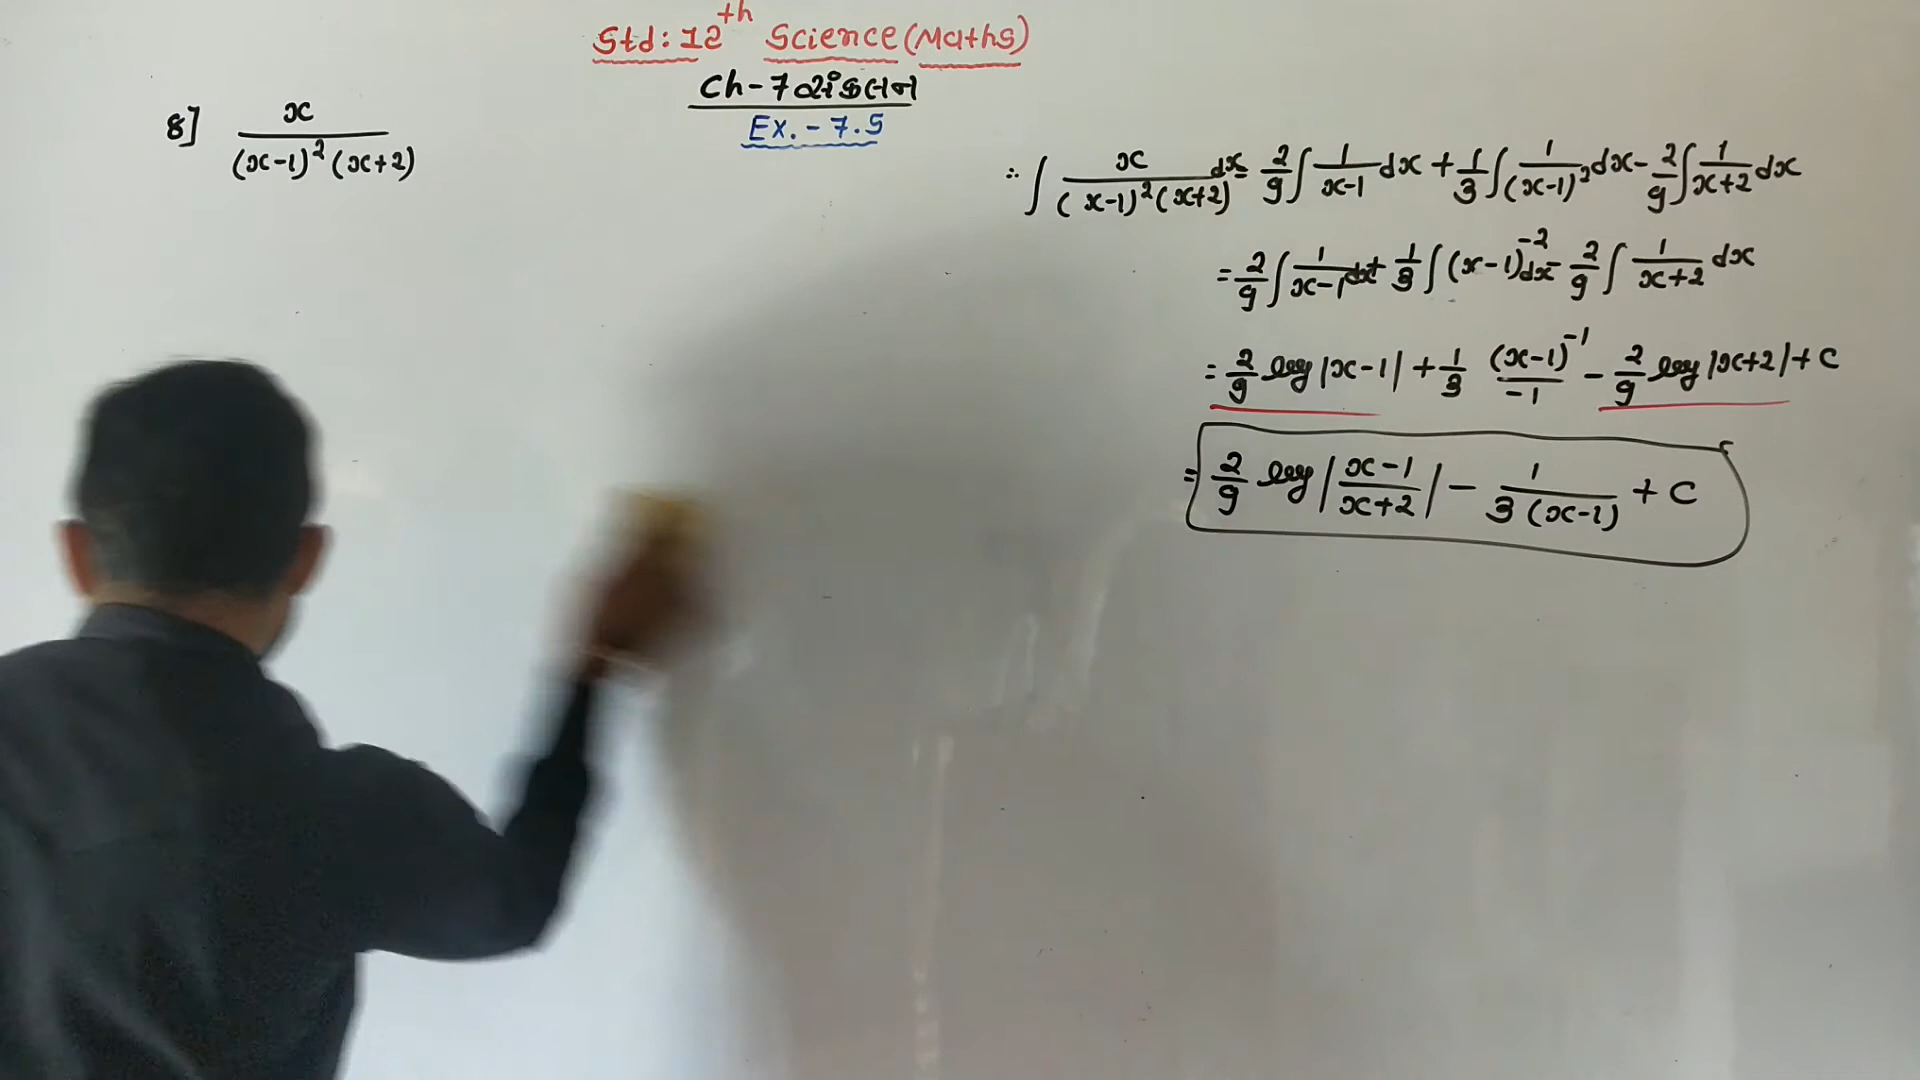 Std: 12th Science (Maths)
Ch-7 સંકલન
Ex. - 7.5
8] x / (x-1)² (x+2)
∴ ∫ x / (x-1)² (x+2) dx = 2/9 ∫ 1/(x-1) dx + 1/3 ∫ 1/(x-1)² dx - 2/9 ∫ 1/(x+2) dx
= 2/9 ∫ 1/(x-1) dx + 1/3 ∫ (x-1)⁻² dx - 2/9 ∫ 1/(x+2) dx
= 2/9 log |x-1| + 1/3 (x-1)⁻¹/-1 - 2/9 log |x+2| + C
= 2/9 log | (x-1)/(x+2) | - 1/3(x-1) + C